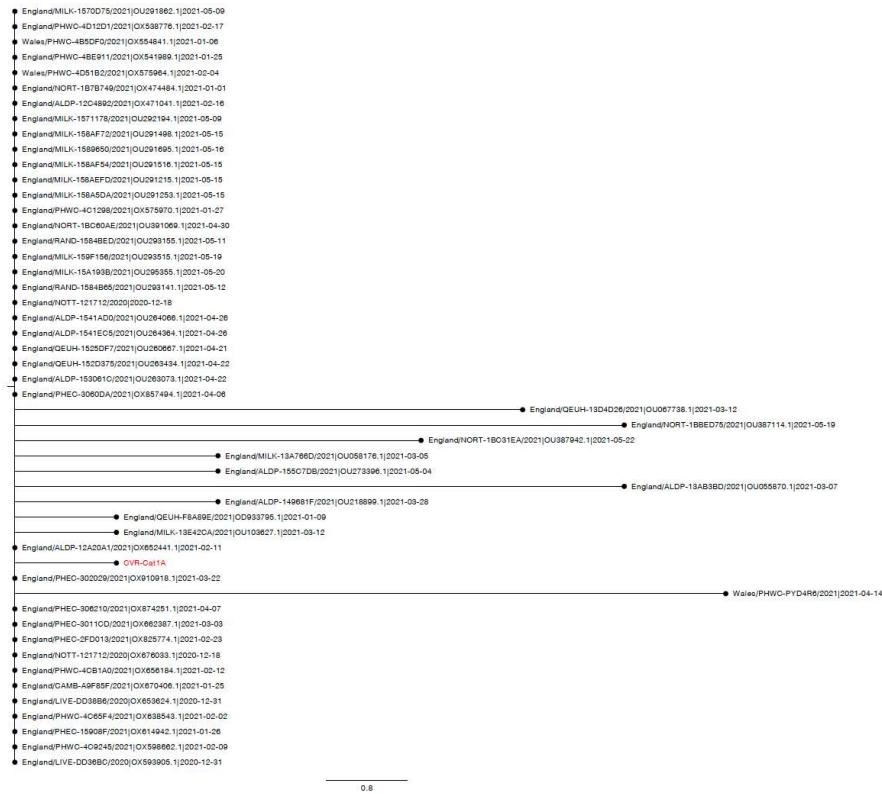 England/MILK-1570D75/2021|OU291862.1|2021-05-09
England/PHWC-4D12D1/2021|OX538776.1|2021-02-17
Wales/PHWC-4B5DF0/2021|OX554841.1|2021-01-06
England/PHWC-4BE911/2021|OX541989.1|2021-01-25
Wales/PHWC-4D51B2/2021|OX575964.1|2021-02-04
England/NORT-1B7B749/2021|OX474484.1|2021-01-01
England/ALDP-12C4892/2021|OX471041.1|2021-02-16
England/MILK-1571178/2021|OU292194.1|2021-05-09
England/MILK-158AF72/2021|OU291498.1|2021-05-15
England/MILK-1589650/2021|OU291695.1|2021-05-16
England/MILK-158AF54/2021|OU291516.1|2021-05-15
England/MILK-158AEFD/2021|OU291215.1|2021-05-15
England/MILK-158A5DA/2021|OU291253.1|2021-05-15
England/PHWC-4C1298/2021|OX575970.1|2021-01-27
England/NORT-1BC60AE/2021|OU391069.1|2021-04-30
England/RAND-1584BED/2021|OU293155.1|2021-05-11
England/MILK-159F156/2021|OU293515.1|2021-05-19
England/MILK-15A193B/2021|OU295355.1|2021-05-20
England/RAND-1584B65/2021|OU293141.1|2021-05-12
England/NOTT-121712/2020|2020-12-18
England/ALDP-1541AD0/2021|OU264066.1|2021-04-26
England/ALDP-1541EC5/2021|OU264364.1|2021-04-26
England/QEUH-1525DF7/2021|OU260667.1|2021-04-21
England/QEUH-152D375/2021|OU263434.1|2021-04-22
England/ALDP-153061C/2021|OU263073.1|2021-04-22
England/PHEC-3060DA/2021|OX857494.1|2021-04-06
England/QEUH-13D4D26/2021|OU067738.1|2021-03-12
England/NORT-1BBED75/2021|OU387114.1|2021-05-19
England/NORT-1BC31EA/2021|OU387942.1|2021-05-22
England/MILK-13A766D/2021|OU058176.1|2021-03-05
England/ALDP-155C7DB/2021|OU273396.1|2021-05-04
England/ALDP-13AB3BD/2021|OU055870.1|2021-03-07
England/ALDP-149681F/2021|OU218899.1|2021-03-28
England/QEUH-F8A89E/2021|OD933795.1|2021-01-09
England/MILK-13E42CA/2021|OU103627.1|2021-03-12
England/ALDP-12A20A1/2021|OX652441.1|2021-02-11
CVR-Cat1A
England/PHEC-302029/2021|OX910918.1|2021-03-22
Wales/PHWC-PYD4R6/2021|2021-04-14
England/PHEC-306210/2021|OX874251.1|2021-04-07
England/PHEC-3011CD/2021|OX662387.1|2021-03-03
England/PHEC-2FD013/2021|OX825774.1|2021-02-23
England/NOTT-121712/2021|OX676033.1|2020-12-18
England/PHWC-4CB1A0/2021|OX656184.1|2021-02-12
England/CAMB-A9F85F/2021|OX670406.1|2021-01-25
England/LIVE-DD38B6/2020|OX653624.1|2020-12-31
England/PHWC-4C65F4/2021|OX638543.1|2021-02-02
England/PHEC-15908F/2021|OX614942.1|2021-01-26
England/PHWC-4C9245/2021|OX598662.1|2021-02-09
England/LIVE-DD36BC/2020|OX593905.1|2020-12-31
0.8